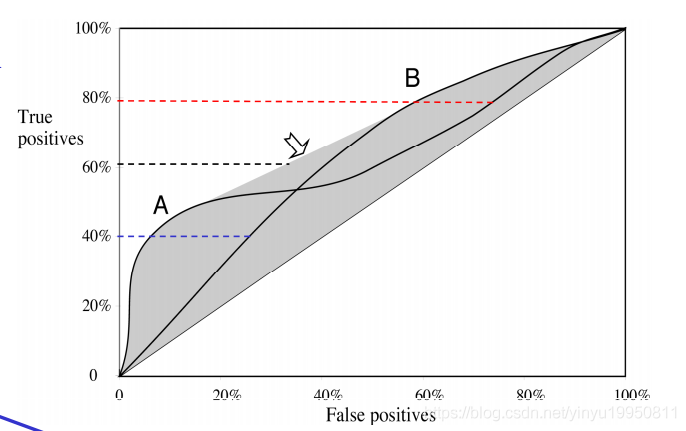 100%
B
80%
True
positives
60%
A
40%
20%
0
0
20%
40%
60%
80%
100%
False positives
https://blog.csdn.net/yinyu19950811